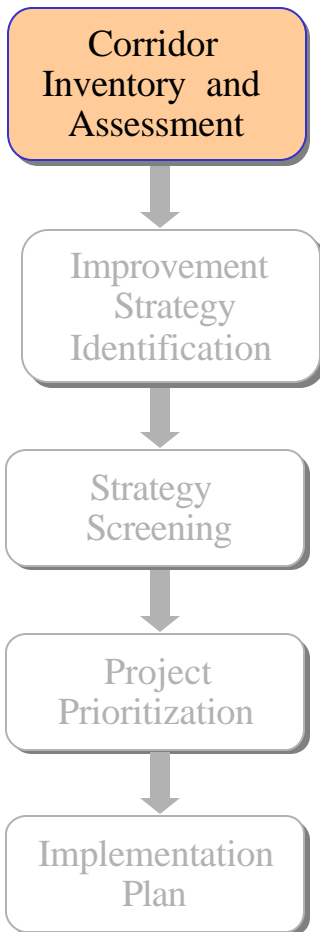 Corridor
Inventory and
Assessment
Improvement
Strategy
Identification
Strategy
Screening
Project
Prioritization
Implementation
Plan